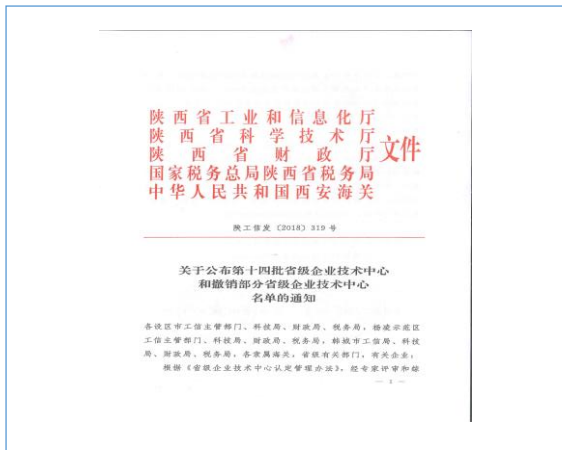 陕西省工业和信息化厅
陕西省科学技术厅
陕西省财政厅
国家税务总局陕西省税务局
中华人民共和国西安海关
文件
陕工信发〔2018〕319 号
关于公布第十四批省级企业技术中心
和撤销部分省级企业技术中心
名单的通知
各设区市工信主管部门、科技局、财政局、税务局，杨凌示范区
工信主管部门、科技局、财政局、税务局，韩城市工信局、科技
局、财政局、税务局，各隶属海关，省级有关部门，有关企业：
根据《省级企业技术中心认定管理办法》，经专家评审和综
— 1 —